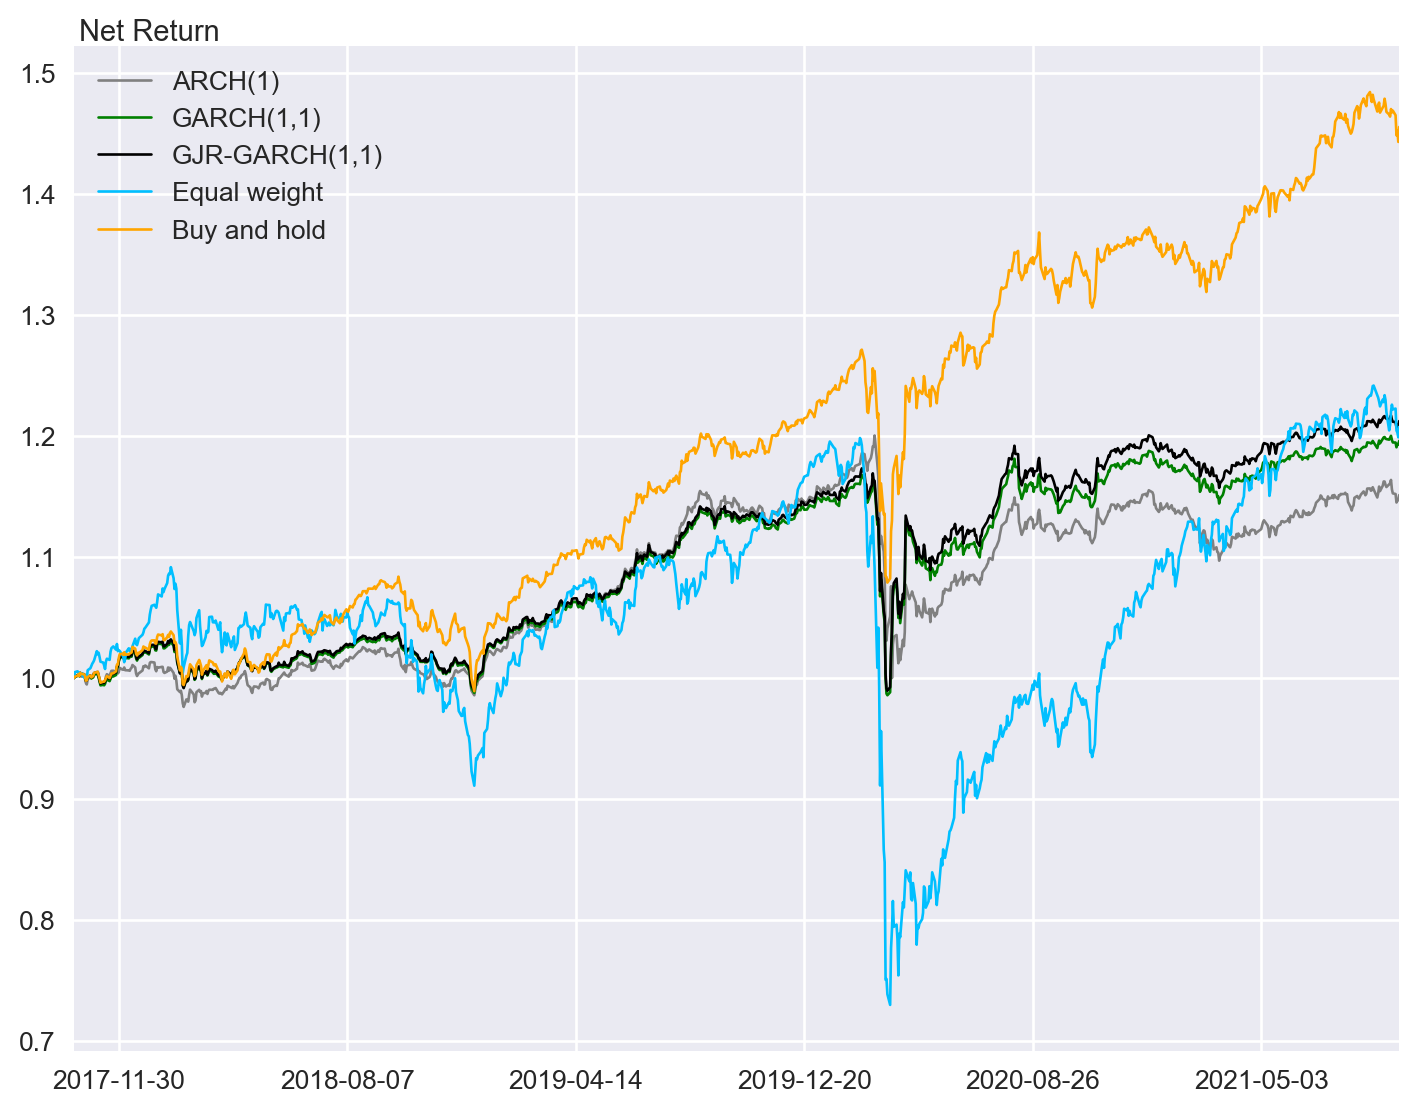 Net Return
1.5
ARCH(1)
GARCH(1,1)
GJR-GARCH(1,1)
Equal weight
Buy and hold
1.4
1.3
1.2
1.1
1.0
0.9
0.8
0.7
2017-11-30 2018-08-07 2019-04-14 2019-12-20 2020-08-26 2021-05-03